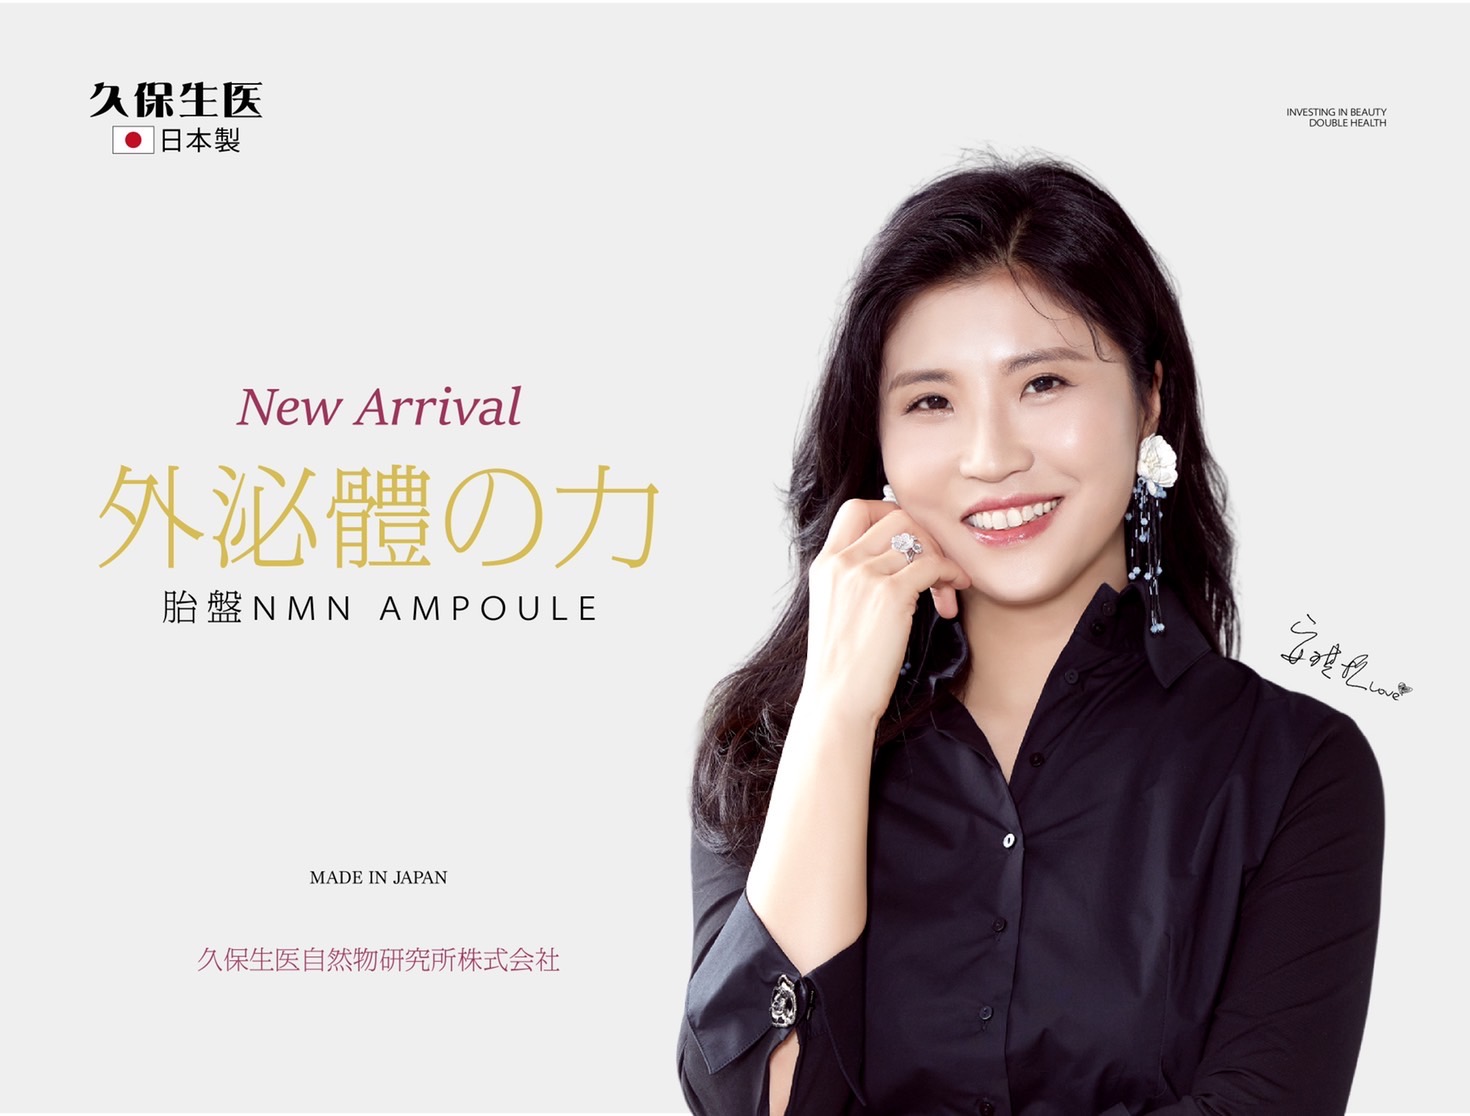 久保生医
日本製
INVESTING IN BEAUTY
DOUBLE HEALTH
New Arrival
外泌體の力
胎盤NMN AMPOULE
Love
MADE IN JAPAN
久保生医自然物研究所株式会社